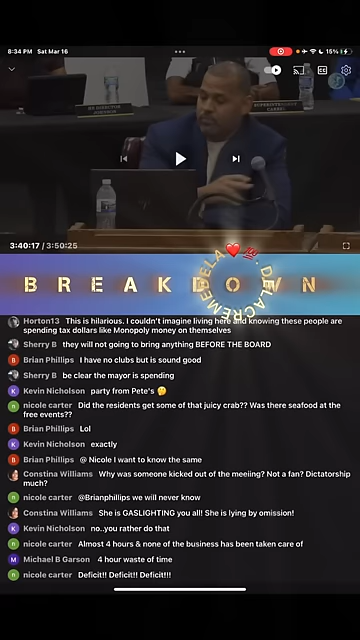 8:34 PM Sat Mar 16
15%
HR DIRECTOR
JOHNSON
SUPERINTENDENT
3:40:17 / 3:50:25
BREAKDOWN
DELACREMEDELACREME
Horton13 This is hilarious. I couldn't imagine living here and knowing these people are
spending tax dollars like Monopoly money on themselves
Sherry B they will not going to bring anything BEFORE THE BOARD
Brian Phillips I have no clubs but is sound good
Sherry B be clear the mayor is spending
Kevin Nicholson party from Pete's 🤔
nicole carter Did the residents get some of that juicy crab?? Was there seafood at the
free events??
Brian Phillips Lol
Kevin Nicholson exactly
Brian Phillips @ Nicole I want to know the same
Constina Williams Why was someone kicked out of the meeiing? Not a fan? Dictatorship
much?
nicole carter @Brianphillips we will never know
Constina Williams She is GASLIGHTING you all! She is lying by omission!
Kevin Nicholson no..you rather do that
nicole carter Almost 4 hours & none of the business has been taken care of
Michael B Garson 4 hour waste of time
nicole carter Deficit!! Deficit!! Deficit!!!